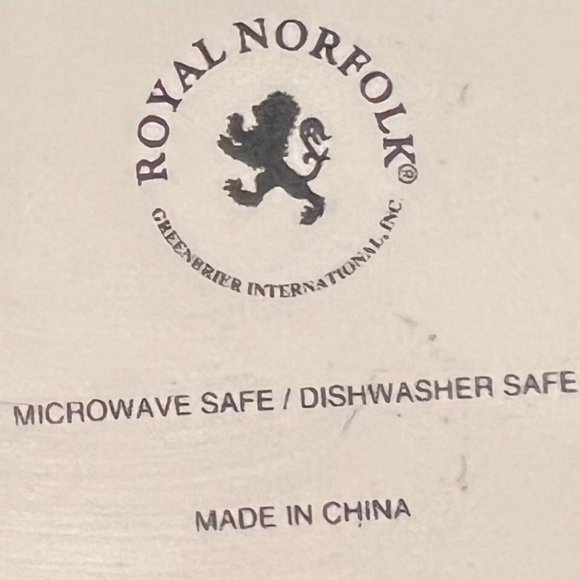 ROYAL NORFOLK®
GREENBRIER INTERNATIONAL, INC
MICROWAVE SAFE / DISHWASHER SAFE
MADE IN CHINA